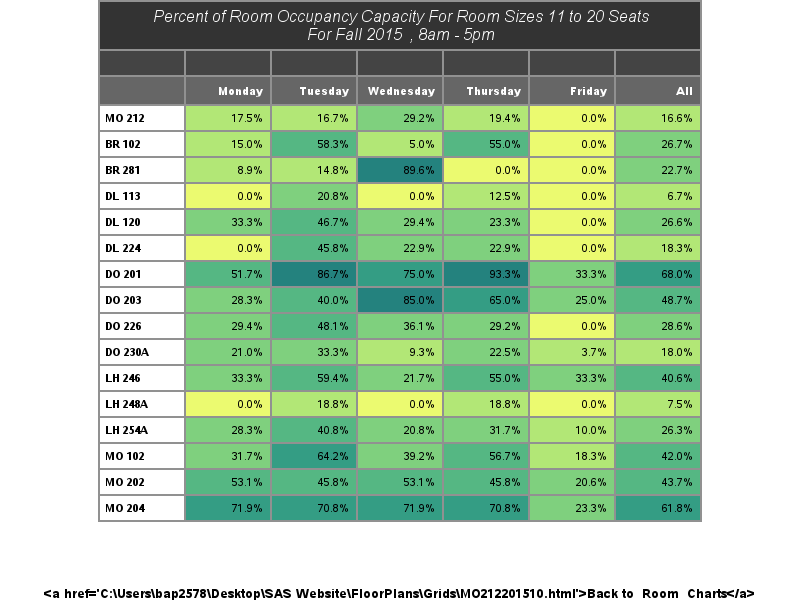 Percent of Room Occupancy Capacity For Room Sizes 11 to 20 Seats
For Fall 2015 , 8am - 5pm
Monday Tuesday Wednesday Thursday Friday All
MO 212 17.5% 16.7% 29.2% 19.4% 0.0% 16.6%
BR 102 15.0% 58.3% 5.0% 55.0% 0.0% 26.7%
BR 281 8.9% 14.8% 89.6% 0.0% 0.0% 22.7%
DL 113 0.0% 20.8% 0.0% 12.5% 0.0% 6.7%
DL 120 33.3% 46.7% 29.4% 23.3% 0.0% 26.6%
DL 224 0.0% 45.8% 22.9% 22.9% 0.0% 18.3%
DO 201 51.7% 86.7% 75.0% 93.3% 33.3% 68.0%
DO 203 28.3% 40.0% 85.0% 65.0% 25.0% 48.7%
DO 226 29.4% 48.1% 36.1% 29.2% 0.0% 28.6%
DO 230A 21.0% 33.3% 9.3% 22.5% 3.7% 18.0%
LH 246 33.3% 59.4% 21.7% 55.0% 33.3% 40.6%
LH 248A 0.0% 18.8% 0.0% 18.8% 0.0% 7.5%
LH 254A 28.3% 40.8% 20.8% 31.7% 10.0% 26.3%
MO 102 31.7% 64.2% 39.2% 56.7% 18.3% 42.0%
MO 202 53.1% 45.8% 53.1% 45.8% 20.6% 43.7%
MO 204 71.9% 70.8% 71.9% 70.8% 23.3% 61.8%
<a href='C:\Users\bap2578\Desktop\SAS Website\FloorPlans\Grids\MO212201510.html'>Back to Room Charts</a>